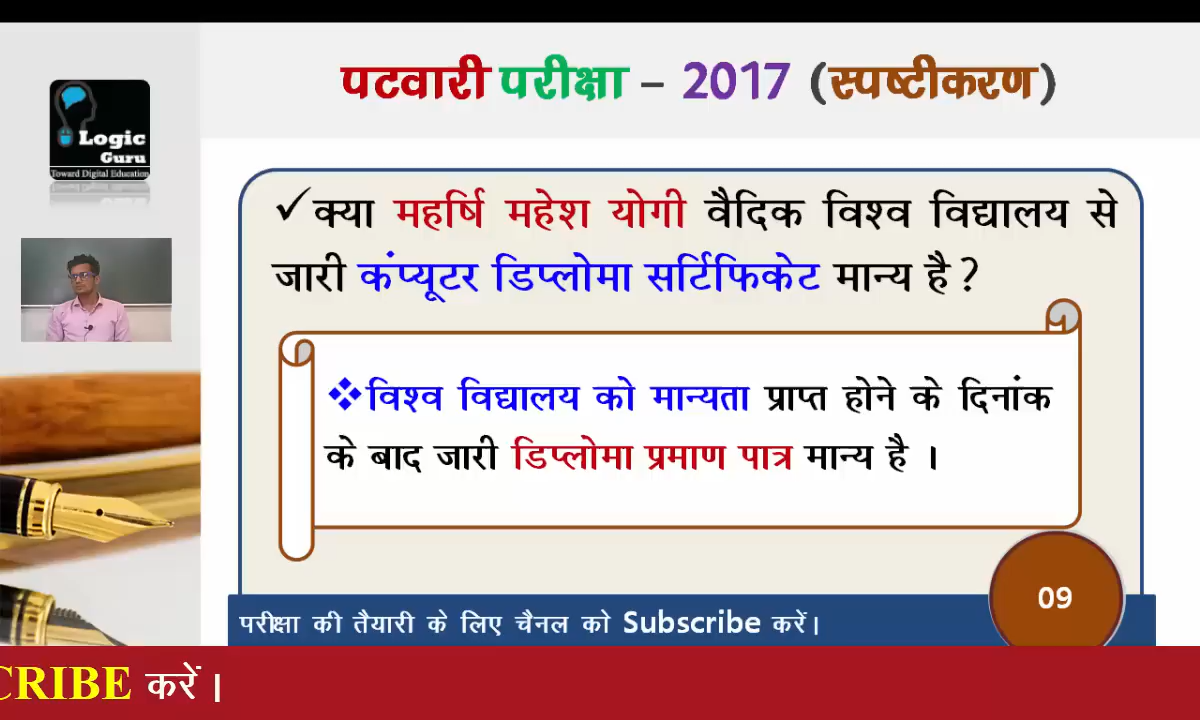 पटवारी परीक्षा – 2017 (स्पष्टीकरण)
Logic
Guru
Toward Digital Education
✓क्या महर्षि महेश योगी वैदिक विश्व विद्यालय से
जारी कंप्यूटर डिप्लोमा सर्टिफिकेट मान्य है ?
❖विश्व विद्यालय को मान्यता प्राप्त होने के दिनांक
के बाद जारी डिप्लोमा प्रमाण पात्र मान्य है ।
09
परीक्षा की तैयारी के लिए चैनल को Subscribe करें।
CRIBE करें ।